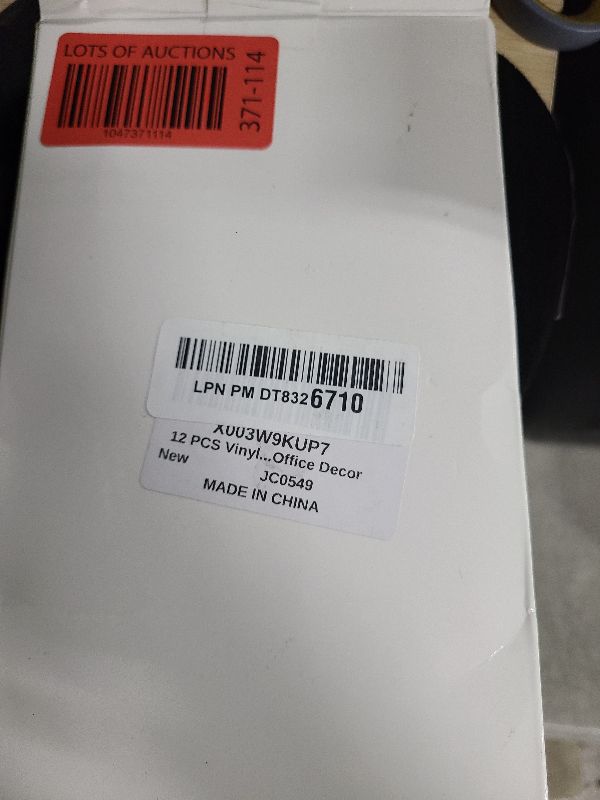 LOTS OF AUCTIONS
1047371114
371-114
LPN PM DT8326710
X003W9KUP7
12 PCS Vinyl...Office Decor
New
JC0549
MADE IN CHINA